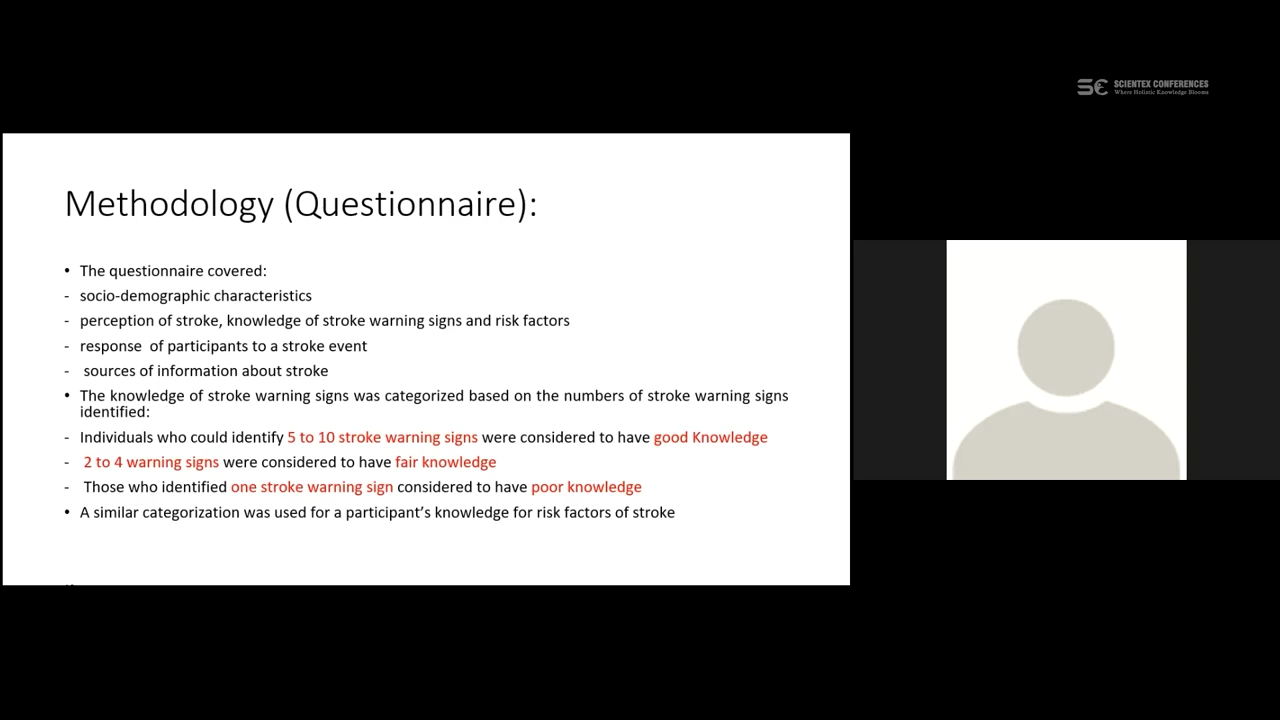 SCIENTEX CONFERENCES
Where Holistic Knowledge Blooms
Methodology (Questionnaire):
• The questionnaire covered:
- socio-demographic characteristics
- perception of stroke, knowledge of stroke warning signs and risk factors
- response of participants to a stroke event
- sources of information about stroke
• The knowledge of stroke warning signs was categorized based on the numbers of stroke warning signs
identified:
- Individuals who could identify 5 to 10 stroke warning signs were considered to have good Knowledge
- 2 to 4 warning signs were considered to have fair knowledge
- Those who identified one stroke warning sign considered to have poor knowledge
• A similar categorization was used for a participant’s knowledge for risk factors of stroke